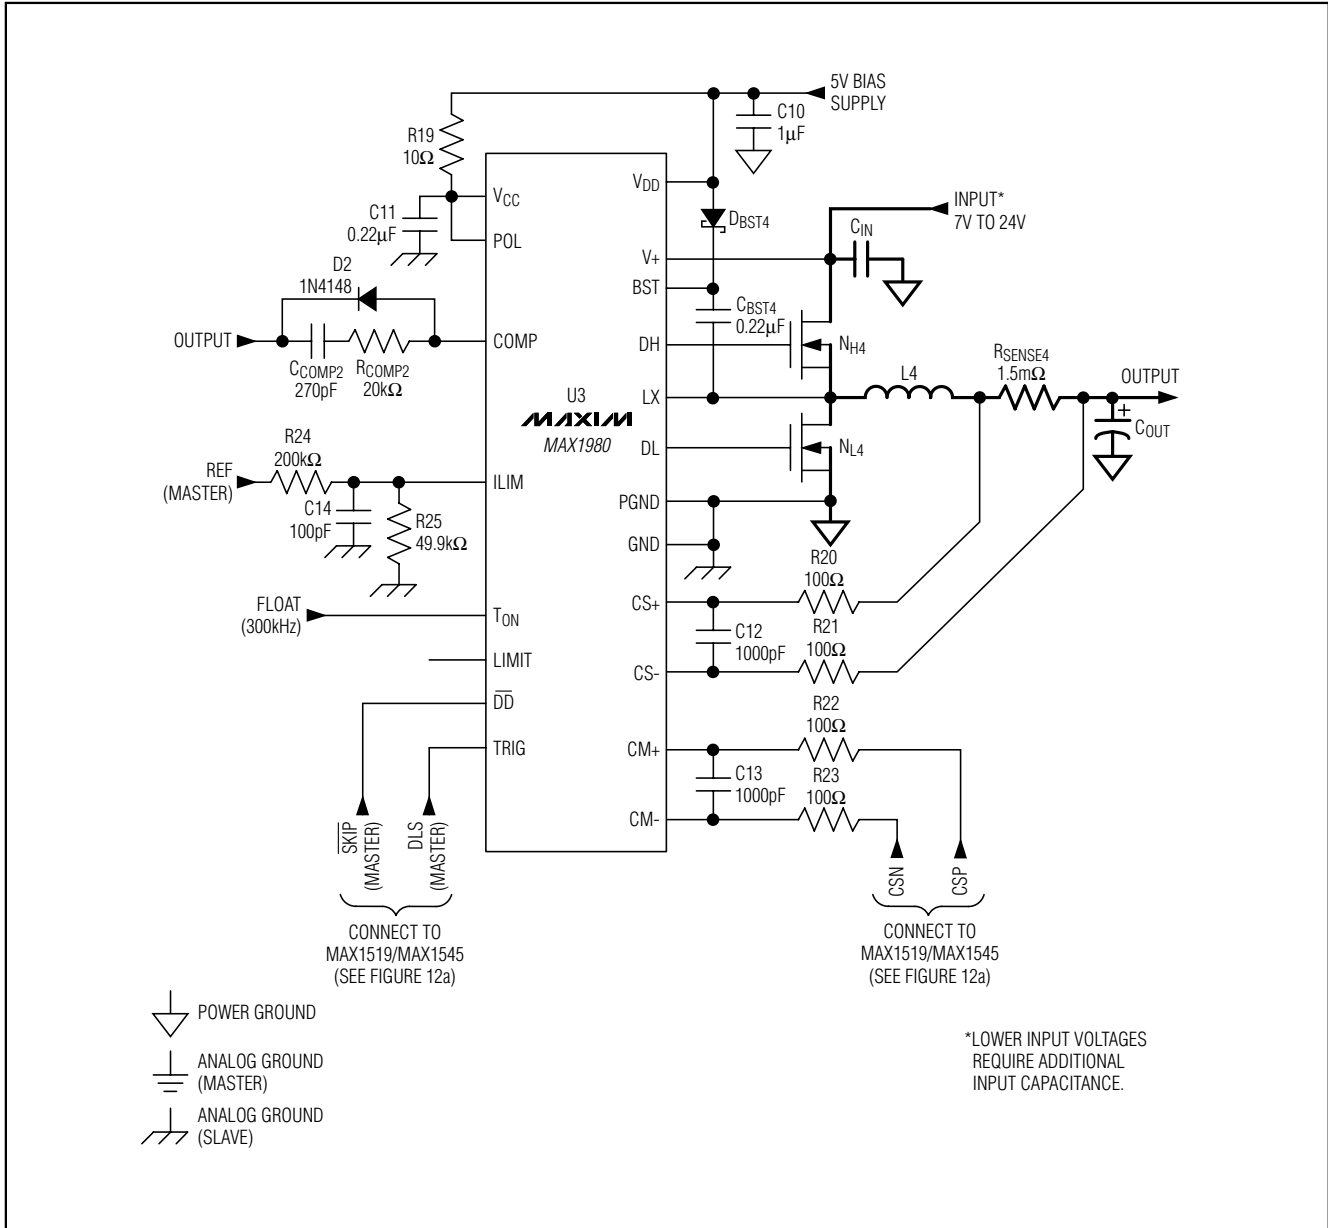 5V BIAS
SUPPLY
C10
1µF
R19
10Ω
VCC
VDD
C11
0.22µF
POL
DBST4
INPUT*
7V TO 24V
CIN
V+
D2
1N4148
BST
CBST4
0.22µF
OUTPUT
COMP
CCOMP2
270pF
RCOMP2
20kΩ
DH
NH4
RSENSE4
1.5mΩ
L4
OUTPUT
U3
LX
MAXIM
MAX1980
+
COUT
DL
NL4
R24
200kΩ
REF
(MASTER)
ILIM
C14
100pF
R25
49.9kΩ
PGND
GND
R20
100Ω
FLOAT
(300kHz)
TON
CS+
C12
1000pF
R21
100Ω
LIMIT
CS-
DD
R22
100Ω
TRIG
CM+
C13
1000pF
R23
100Ω
CM-
SKIP
(MASTER)
DLS
(MASTER)
CSN
CSP
CONNECT TO
MAX1519/MAX1545
(SEE FIGURE 12a)
CONNECT TO
MAX1519/MAX1545
(SEE FIGURE 12a)
POWER GROUND
ANALOG GROUND
(MASTER)
ANALOG GROUND
(SLAVE)
*LOWER INPUT VOLTAGES
REQUIRE ADDITIONAL
INPUT CAPACITANCE.